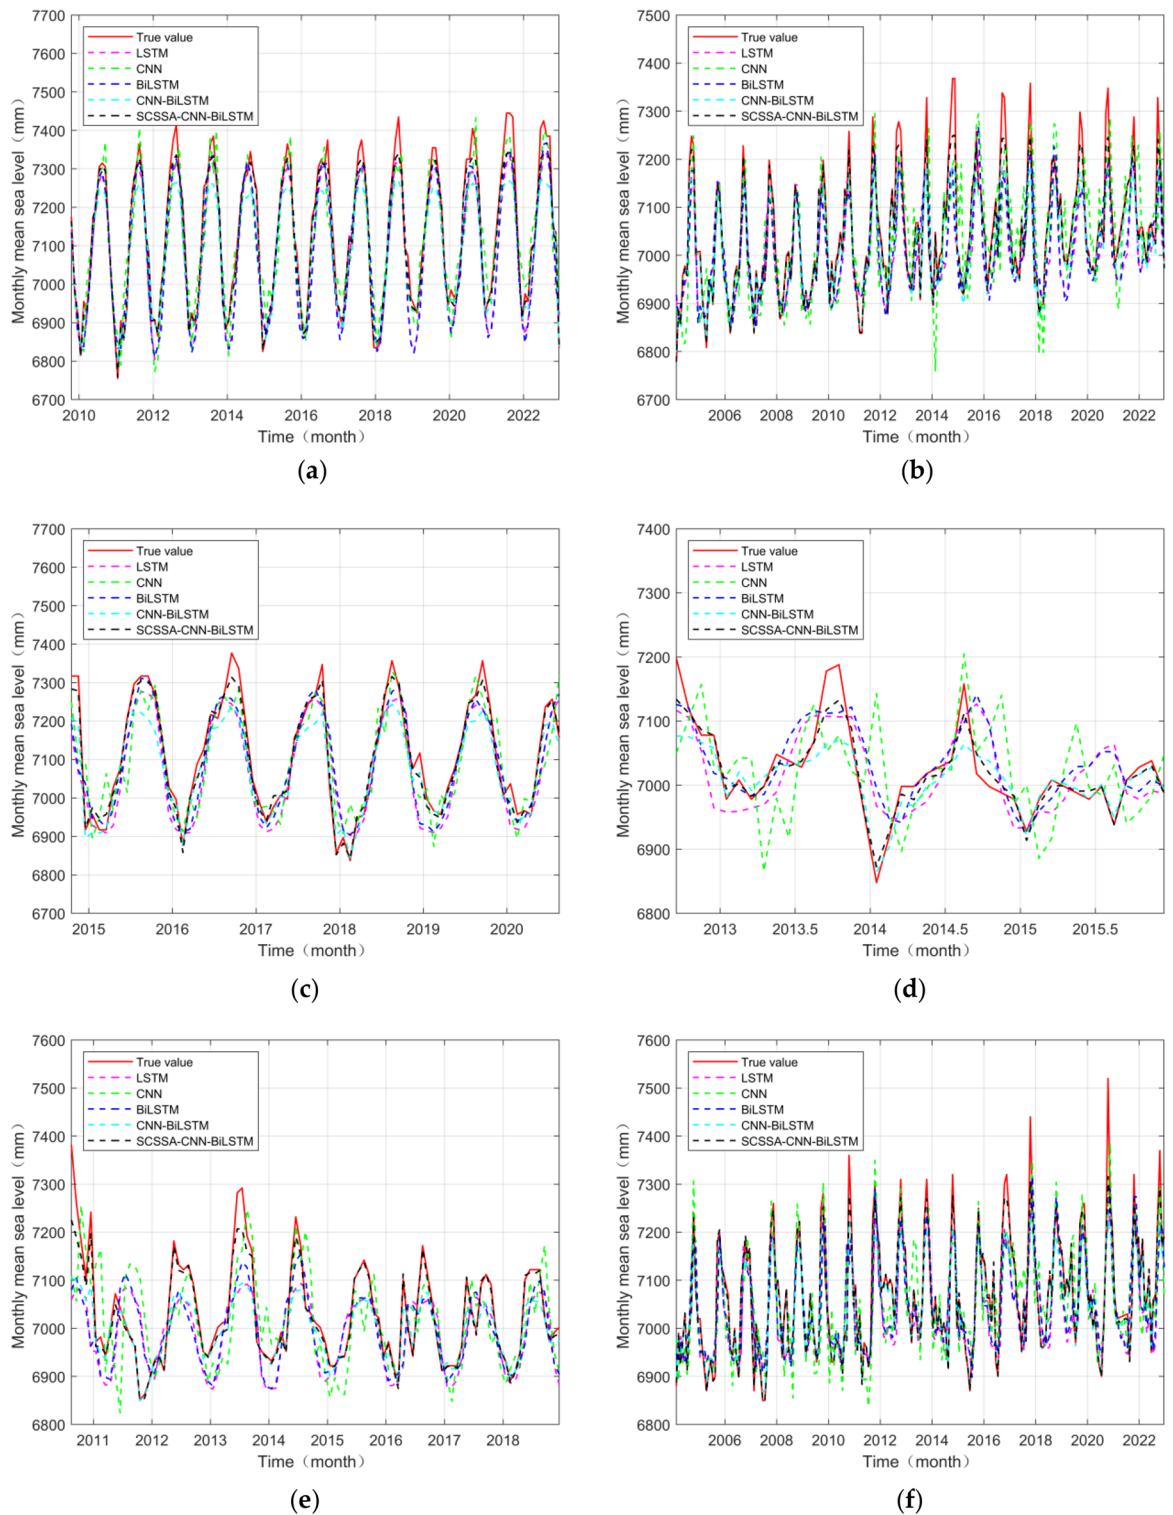 7700
7600
7500
7400
7300
7200
7100
7000
6900
6800
6700
Monthly mean sea level（mm）
True value
LSTM
CNN
BiLSTM
CNN-BiLSTM
SCSSA-CNN-BiLSTM
2010 2012 2014 2016 2018 2020 2022
Time（month）
(a)
7500
7400
7300
7200
7100
7000
6900
6800
6700
Monthly mean sea level（mm）
True value
LSTM
CNN
BiLSTM
CNN-BiLSTM
SCSSA-CNN-BiLSTM
2006 2008 2010 2012 2014 2016 2018 2020 2022
Time（month）
(b)
7700
7600
7500
7400
7300
7200
7100
7000
6900
6800
6700
Monthly mean sea level（mm）
True value
LSTM
CNN
BiLSTM
CNN-BiLSTM
SCSSA-CNN-BiLSTM
2015 2016 2017 2018 2019 2020
Time（month）
(c)
7400
7300
7200
7100
7000
6900
6800
Monthly mean sea level（mm）
True value
LSTM
CNN
BiLSTM
CNN-BiLSTM
SCSSA-CNN-BiLSTM
2013 2013.5 2014 2014.5 2015 2015.5
Time（month）
(d)
7600
7500
7400
7300
7200
7100
7000
6900
6800
Monthly mean sea level（mm）
True value
LSTM
CNN
BiLSTM
CNN-BiLSTM
SCSSA-CNN-BiLSTM
2011 2012 2013 2014 2015 2016 2017 2018
Time（month）
(e)
7600
7500
7400
7300
7200
7100
7000
6900
6800
Monthly mean sea level（mm）
True value
LSTM
CNN
BiLSTM
CNN-BiLSTM
SCSSA-CNN-BiLSTM
2006 2008 2010 2012 2014 2016 2018 2020 2022
Time（month）
(f)